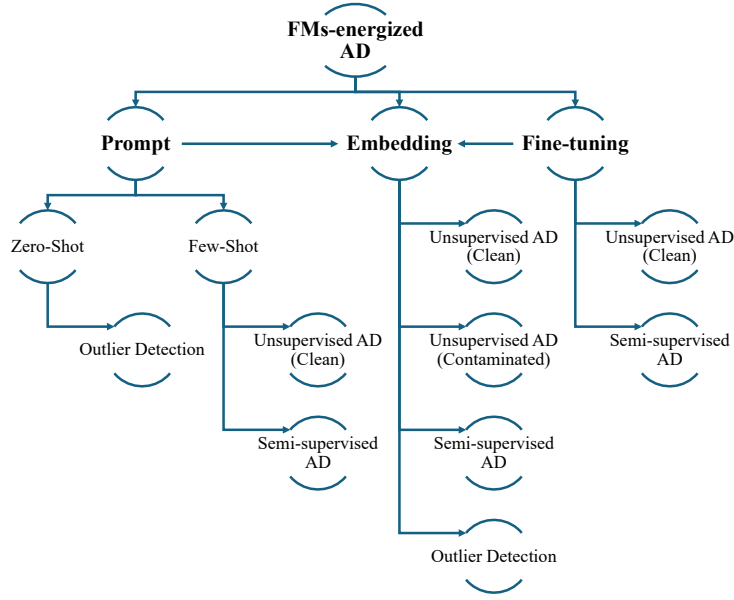 FMs-energized
AD
Prompt
Embedding
Fine-tuning
Zero-Shot
Few-Shot
Unsupervised AD
(Clean)
Unsupervised AD
(Clean)
Outlier Detection
Unsupervised AD
(Clean)
Unsupervised AD
(Contaminated)
Semi-supervised
AD
Semi-supervised
AD
Semi-supervised
AD
Outlier Detection